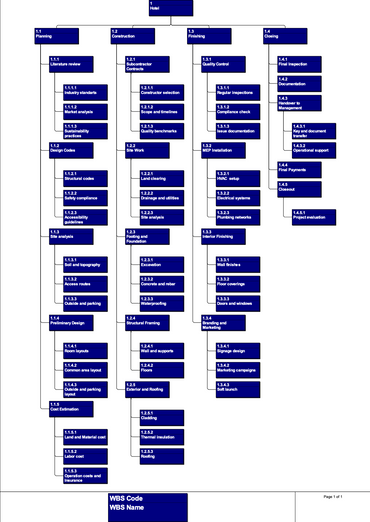 1
Hotel
1.1
Planning
1.2
Construction
1.3
Finishing
1.4
Closing
1.1.1
Literature review
1.1.1.1
Industry standarts
1.1.1.2
Market analysis
1.1.1.3
Sustainability
practices
1.1.2
Design Codes
1.1.2.1
Structural codes
1.1.2.2
Safety compliance
1.1.2.3
Accessibility
guidelines
1.1.3
Site analysis
1.1.3.1
Soil and topography
1.1.3.2
Access routes
1.1.3.3
Outside and parking
1.1.4
Preliminary Design
1.1.4.1
Room layouts
1.1.4.2
Common area layout
1.1.4.3
Outside and parking
layout
1.1.5
Cost Estimation
1.1.5.1
Land and Material cost
1.1.5.2
Labor cost
1.1.5.3
Operation costs and
Insurance
1.2.1
Subcontractor
Contracts
1.2.1.1
Constructor selection
1.2.1.2
Scope and timelines
1.2.1.3
Quality benchmarks
1.2.2
Site Work
1.2.2.1
Land clearing
1.2.2.2
Drainage and utilities
1.2.2.3
Site analysis
1.2.3
Footing and
Foundation
1.2.3.1
Excavation
1.2.3.2
Concrete and rebar
1.2.3.3
Waterproofing
1.2.4
Structural Framing
1.2.4.1
Wall and supports
1.2.4.2
Floors
1.2.5
Exterior and Roofing
1.2.5.1
Cladding
1.2.5.2
Thermal insulation
1.2.5.3
Roofing
1.3.1
Quality Control
1.3.1.1
Regular inspections
1.3.1.2
Compliance check
1.3.1.3
Issue documentation
1.3.2
MEP Installation
1.3.2.1
HVAC setup
1.3.2.2
Electrical systems
1.3.2.3
Plumbing networks
1.3.3
Interior Finishing
1.3.3.1
Wall finishes
1.3.3.2
Floor coverings
1.3.3.3
Doors and windows
1.3.4
Branding and
Marketing
1.3.4.1
Signage design
1.3.4.2
Marketing campaigns
1.3.4.3
Soft launch
1.4.1
Final Inspection
1.4.2
Documentation
1.4.3
Handover to
Management
1.4.3.1
Key and document
transfer
1.4.3.2
Operational support
1.4.4
Final Payments
1.4.5
Closeout
1.4.5.1
Project evaluation
WBS Code
WBS Name
Page 1 of 1